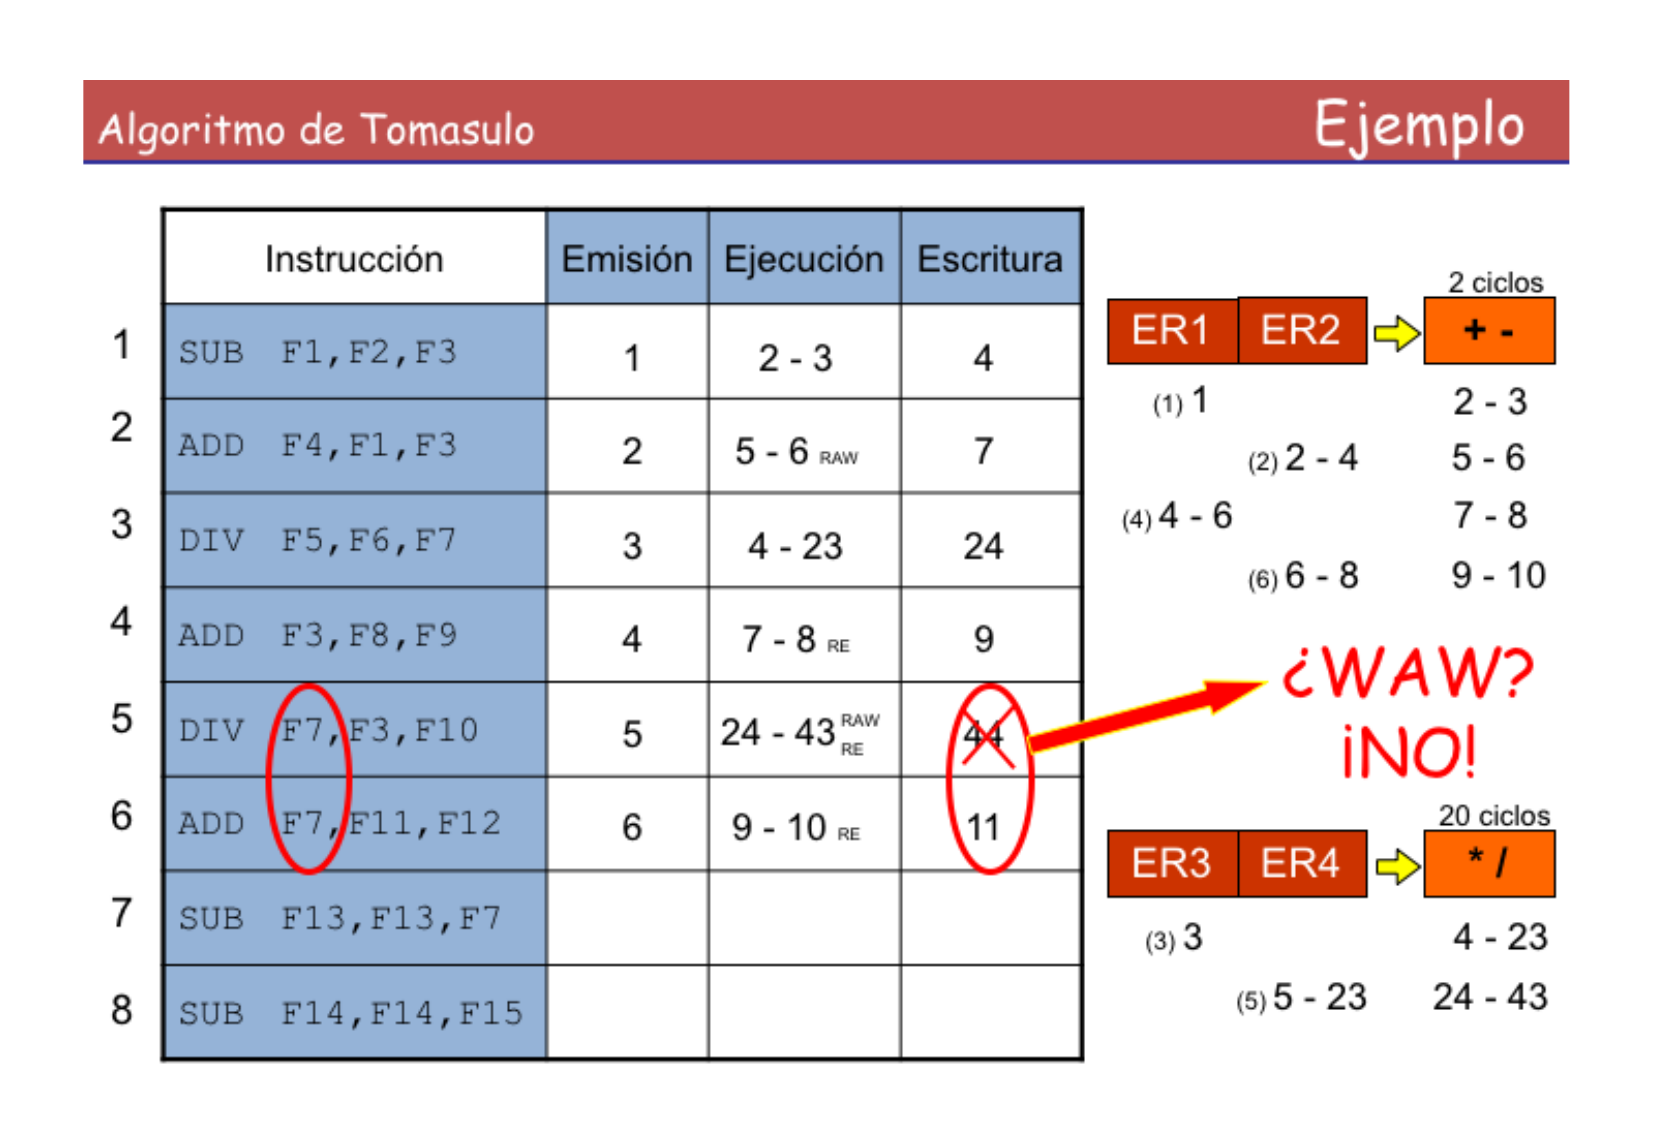 Algoritmo de Tomasulo Ejemplo
Instrucción Emisión Ejecución Escritura
1 SUB F1,F2,F3 1 2 - 3 4
2 ADD F4,F1,F3 2 5 - 6 RAW 7
3 DIV F5,F6,F7 3 4 - 23 24
4 ADD F3,F8,F9 4 7 - 8 RE 9
5 DIV F7,F3,F10 5 24 - 43 RAW RE 44
6 ADD F7,F11,F12 6 9 - 10 RE 11
7 SUB F13,F13,F7
8 SUB F14,F14,F15
2 ciclos
ER1 ER2 + -
(1) 1 2 - 3
(2) 2 - 4 5 - 6
(4) 4 - 6 7 - 8
(6) 6 - 8 9 - 10
¿WAW?
¡NO!
20 ciclos
ER3 ER4 * /
(3) 3 4 - 23
(5) 5 - 23 24 - 43